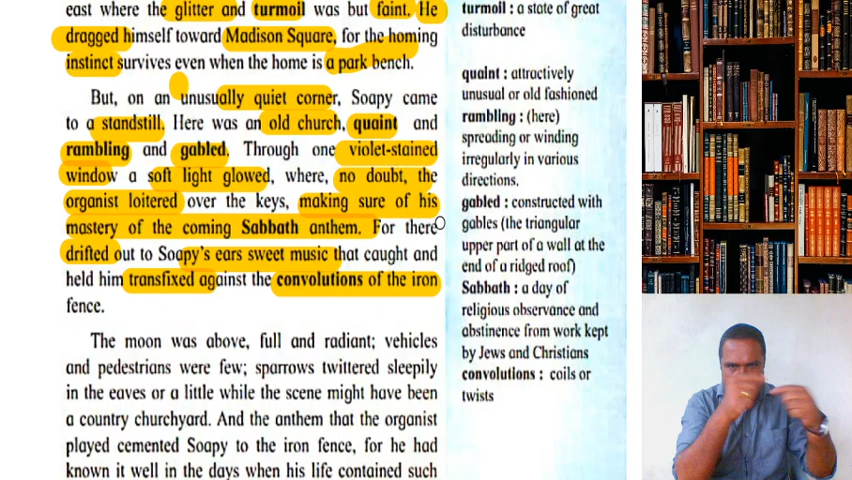 east where the glitter and turmoil was but faint. He
dragged himself toward Madison Square, for the homing
instinct survives even when the home is a park bench.
But, on an unusually quiet corner, Soapy came
to a standstill. Here was an old church, quaint and
rambling and gabled. Through one violet-stained
window a soft light glowed, where, no doubt, the
organist loitered over the keys, making sure of his
mastery of the coming Sabbath anthem. For there
drifted out to Soapy's ears sweet music that caught and
held him transfixed against the convolutions of the iron
fence.
The moon was above, full and radiant; vehicles
and pedestrians were few; sparrows twittered sleepily
in the eaves or a little while the scene might have been
a country churchyard. And the anthem that the organist
played cemented Soapy to the iron fence, for he had
known it well in the days when his life contained such
turmoil : a state of great
disturbance
quaint : attractively
unusual or old fashioned
rambling : (here)
spreading or winding
irregularly in various
directions.
gabled : constructed with
gables (the triangular
upper part of a wall at the
end of a ridged roof)
Sabbath : a day of
religious observance and
abstinence from work kept
by Jews and Christians
convolutions : coils or
twists